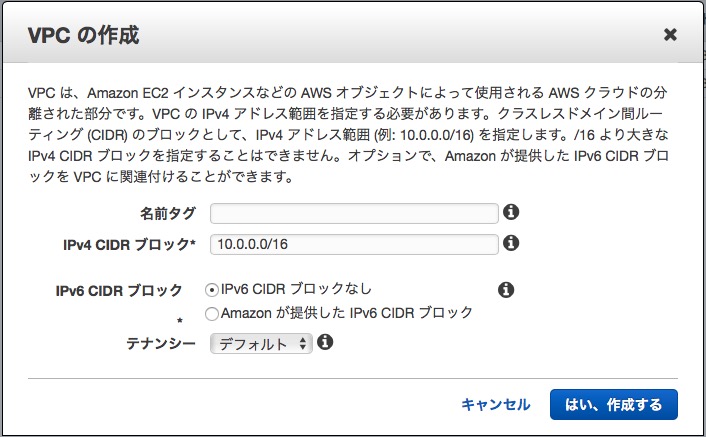 VPC の作成
VPC は、Amazon EC2 インスタンスなどの AWS オブジェクトによって使用される AWS クラウドの分
離された部分です。VPC の IPv4 アドレス範囲を指定する必要があります。クラスレスドメイン間ルー
ティング (CIDR) のブロックとして、IPv4 アドレス範囲 (例: 10.0.0.0/16) を指定します。/16 より大きな
IPv4 CIDR ブロックを指定することはできません。オプションで、Amazon が提供した IPv6 CIDR ブロ
ックを VPC に関連付けることができます。
名前タグ
IPv4 CIDR ブロック* 10.0.0.0/16
IPv6 CIDR ブロック IPv6 CIDR ブロックなし
* Amazon が提供した IPv6 CIDR ブロック
テナンシー デフォルト
キャンセル はい、作成する